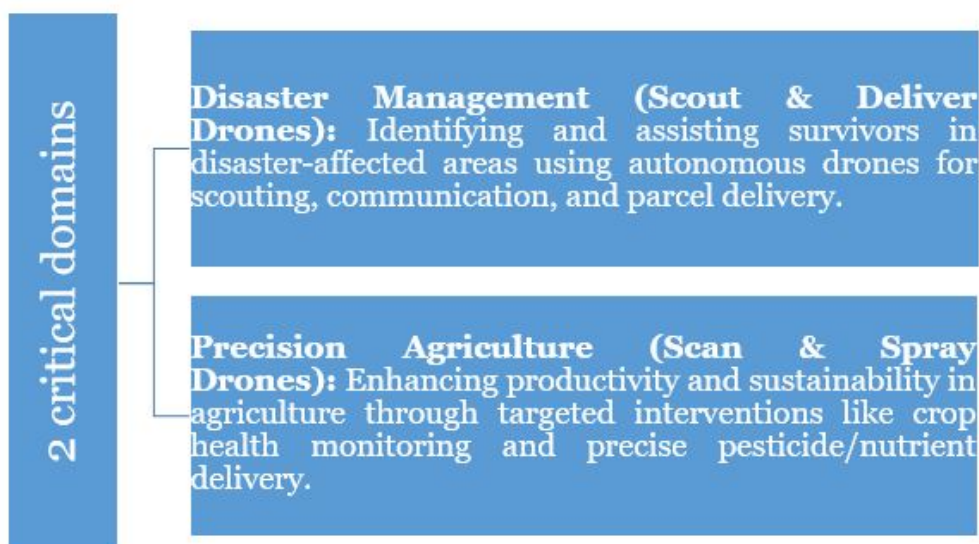 2 critical domains
Disaster Management (Scout & Deliver
Drones): Identifying and assisting survivors in
disaster-affected areas using autonomous drones for
scouting, communication, and parcel delivery.
Precision Agriculture (Scan & Spray
Drones): Enhancing productivity and sustainability in
agriculture through targeted interventions like crop
health monitoring and precise pesticide/nutrient
delivery.